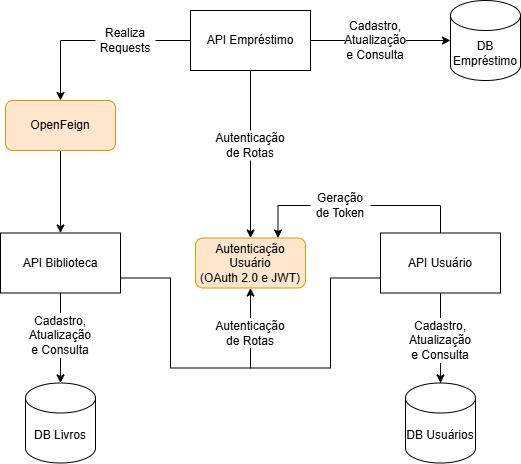 Realiza
Requests
API Empréstimo
Cadastro,
Atualização
e Consulta
DB
Empréstimo
OpenFeign
Autenticação
de Rotas
Geração
de Token
API Biblioteca
Autenticação
Usuário
(OAuth 2.0 e JWT)
API Usuário
Cadastro,
Atualização
e Consulta
Autenticação
de Rotas
Cadastro,
Atualização
e Consulta
DB Livros
DB Usuários